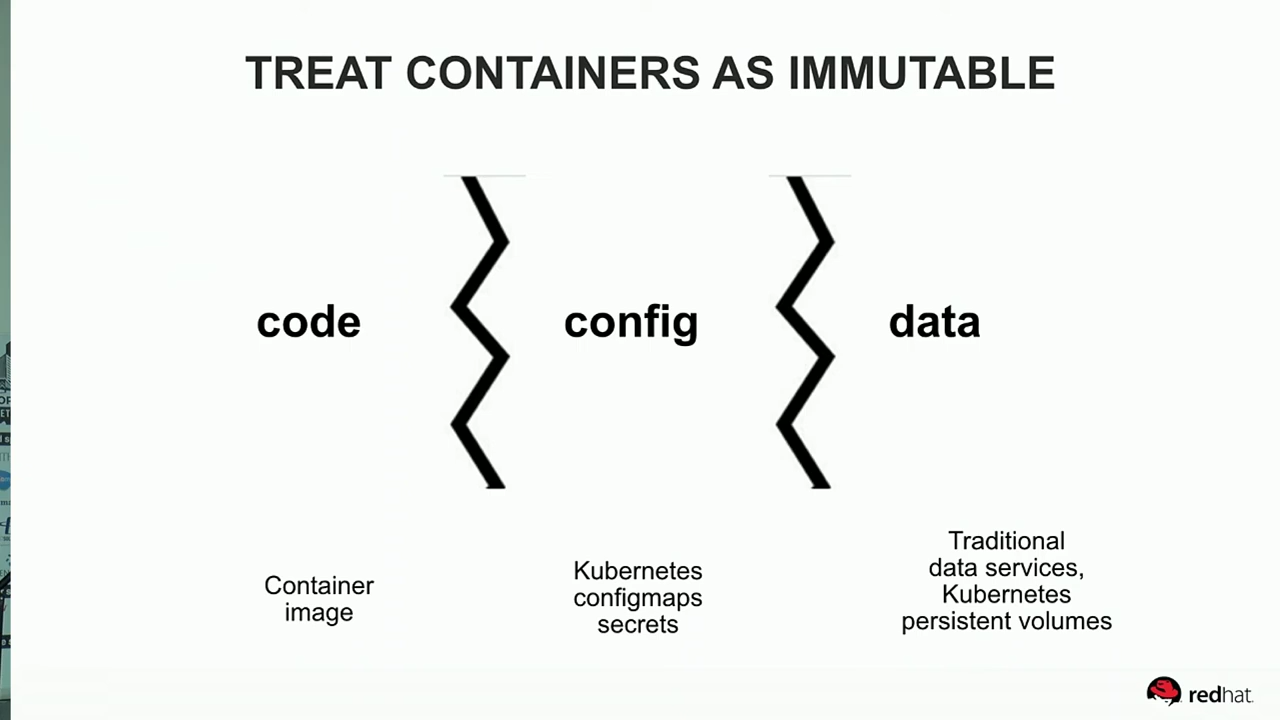 TREAT CONTAINERS AS IMMUTABLE
code
config
data
Container
image
Kubernetes
configmaps
secrets
Traditional
data services,
Kubernetes
persistent volumes
redhat.